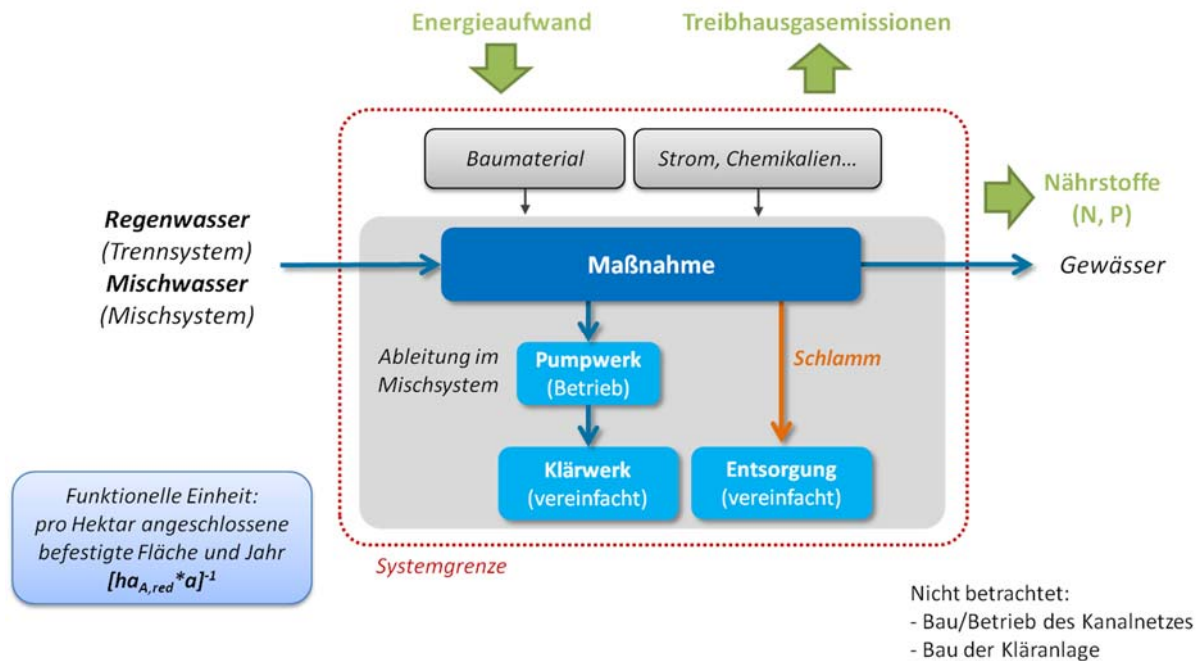 Energieaufwand
Treibhausgasemissionen
Baumaterial
Strom, Chemikalien...
Nährstoffe
(N, P)
Regenwasser
(Trennsystem)
Mischwasser
(Mischsystem)
Maßnahme
Gewässer
Ableitung im
Mischsystem
Pumpwerk
(Betrieb)
Schlamm
Klärwerk
(vereinfacht)
Entsorgung
(vereinfacht)
Funktionelle Einheit:
pro Hektar angeschlossene
befestigte Fläche und Jahr
[ha_A,red*a]^-1
Systemgrenze
Nicht betrachtet:
- Bau/Betrieb des Kanalnetzes
- Bau der Kläranlage